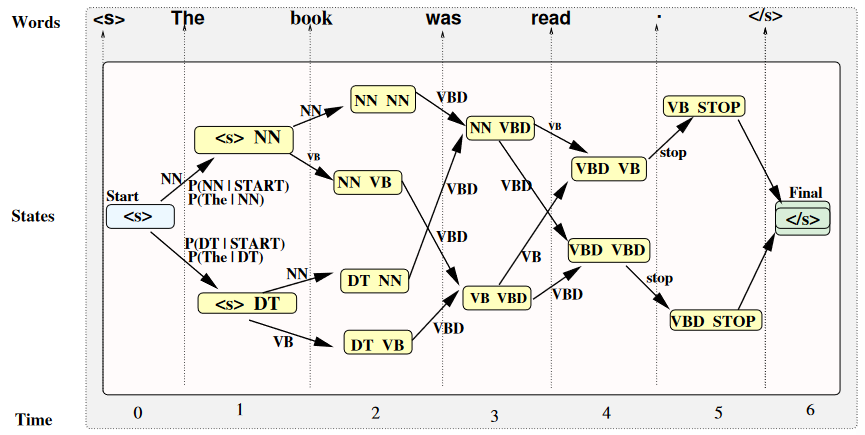 Words <s> The book was read . </s>
NN NN
VBD
VB STOP
NN
<s> NN
NN VBD
VB
VB
VBD VB
stop
NN
P(NN | START)
P(The | NN)
NN VB
VBD
VBD
Start
Final
States
<s>
</s>
P(DT | START)
P(The | DT)
VBD
VBD VBD
VB
NN
DT NN
stop
<s> DT
VB VBD
VBD
VBD STOP
VB
DT VB
VBD
Time 0 1 2 3 4 5 6